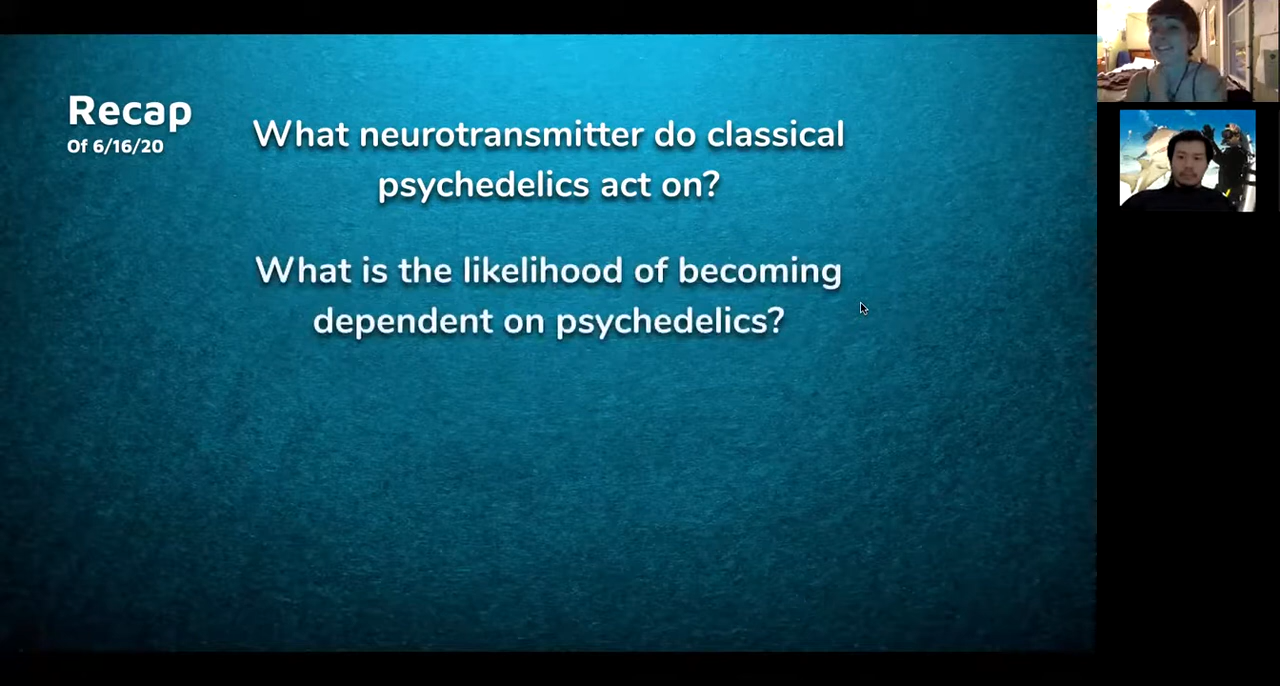 Recap
Of 6/16/20
What neurotransmitter do classical
psychedelics act on?
What is the likelihood of becoming
dependent on psychedelics?